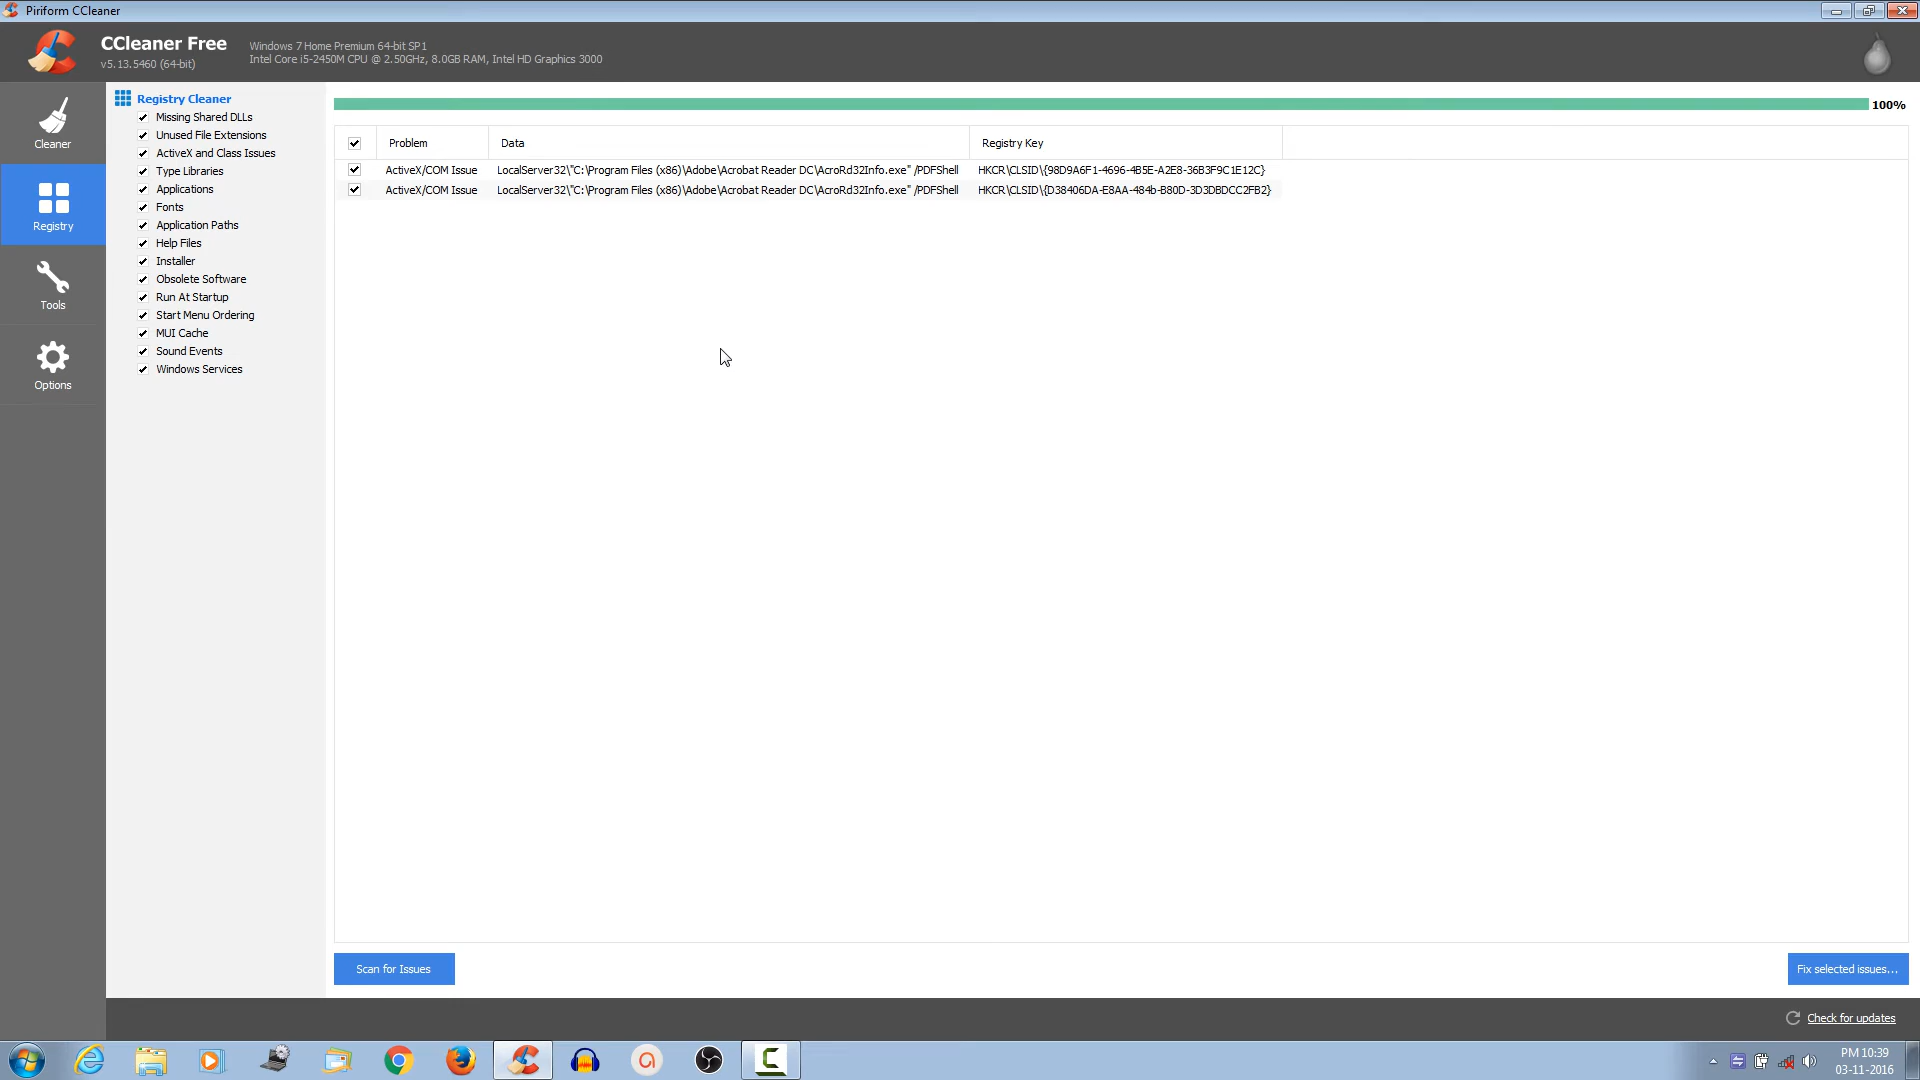 Piriform CCleaner
CCleaner Free
v5.13.5460 (64-bit)
Windows 7 Home Premium 64-bit SP1
Intel Core i5-2450M CPU @ 2.50GHz, 8.0GB RAM, Intel HD Graphics 3000
Cleaner
Registry
Tools
Options
Registry Cleaner
Missing Shared DLLs
Unused File Extensions
ActiveX and Class Issues
Type Libraries
Applications
Fonts
Application Paths
Help Files
Installer
Obsolete Software
Run At Startup
Start Menu Ordering
MUI Cache
Sound Events
Windows Services
100%
Problem Data Registry Key
ActiveX/COM Issue LocalServer32\"C:\Program Files (x86)\Adobe\Acrobat Reader DC\AcroRd32Info.exe" /PDFShell HKCR\CLSID\{98D9A6F1-4696-4B5E-A2E8-36B3F9C1E12C}
ActiveX/COM Issue LocalServer32\"C:\Program Files (x86)\Adobe\Acrobat Reader DC\AcroRd32Info.exe" /PDFShell HKCR\CLSID\{D38406DA-E8AA-484b-B80D-3D3DBDCC2FB2}
Scan for Issues
Fix selected issues...
Check for updates
PM 10:39
03-11-2016